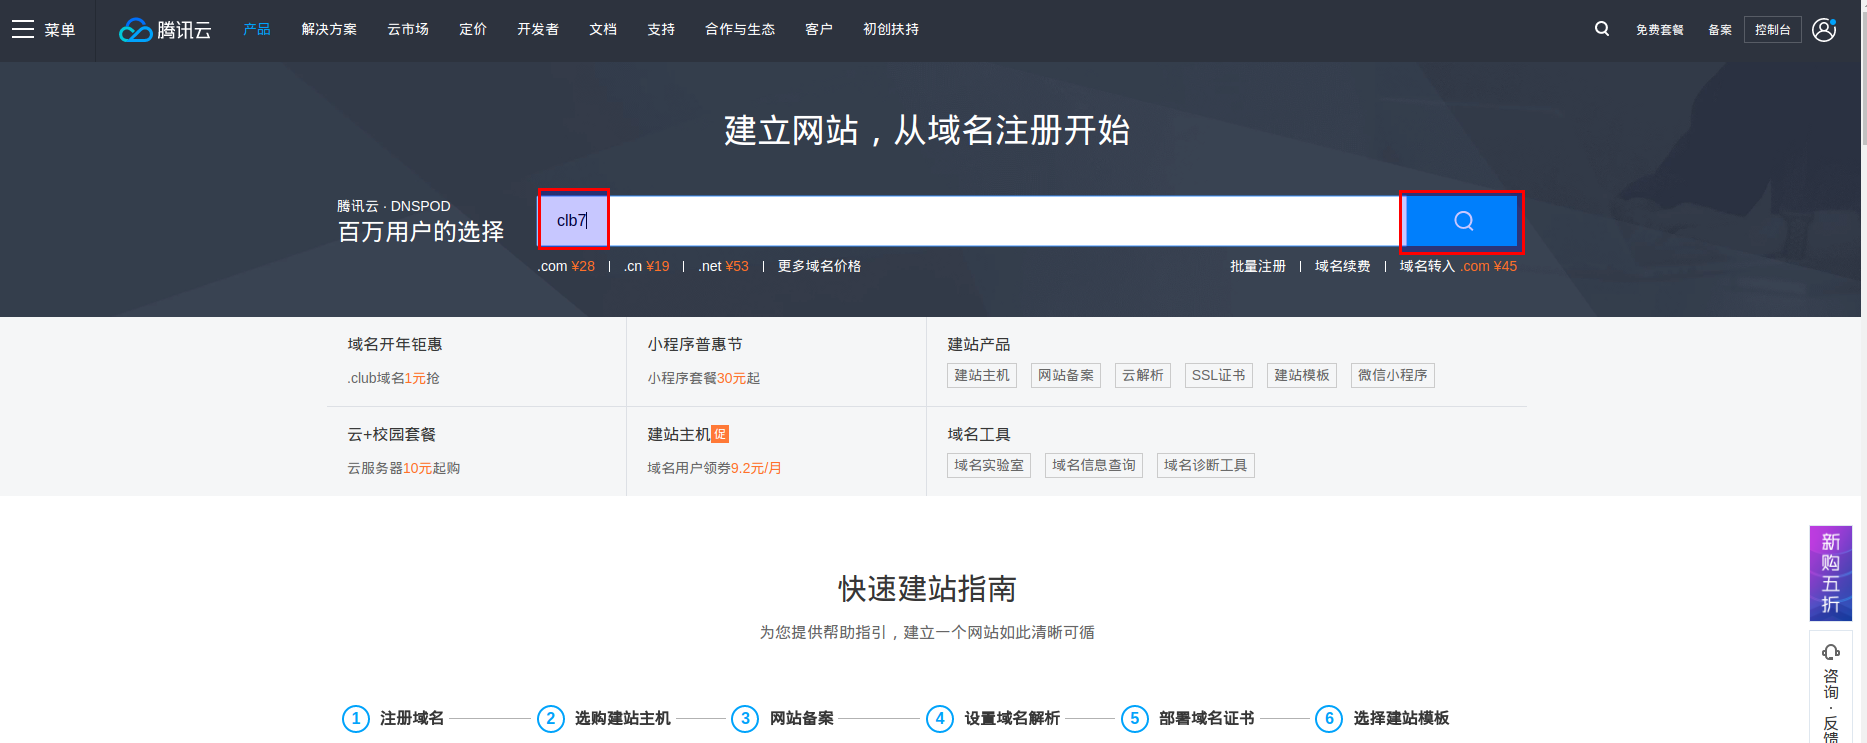 菜单 腾讯云 产品 解决方案 云市场 定价 开发者 文档 支持 合作与生态 客户 初创扶持 免费套餐 备案 控制台
建立网站，从域名注册开始
腾讯云 · DNSPOD
百万用户的选择
clb7
.com ¥28 | .cn ¥19 | .net ¥53 | 更多域名价格 批量注册 | 域名续费 | 域名转入 .com ¥45
域名开年钜惠
.club域名1元抢
小程序普惠节
小程序套餐30元起
建站产品
建站主机 网站备案 云解析 SSL证书 建站模板 微信小程序
云+校园套餐
云服务器10元起购
建站主机 促
域名用户领券9.2元/月
域名工具
域名实验室 域名信息查询 域名诊断工具
快速建站指南
为您提供帮助指引，建立一个网站如此清晰可循
1 注册域名 2 选购建站主机 3 网站备案 4 设置域名解析 5 部署域名证书 6 选择建站模板
新购五折
咨询·反馈